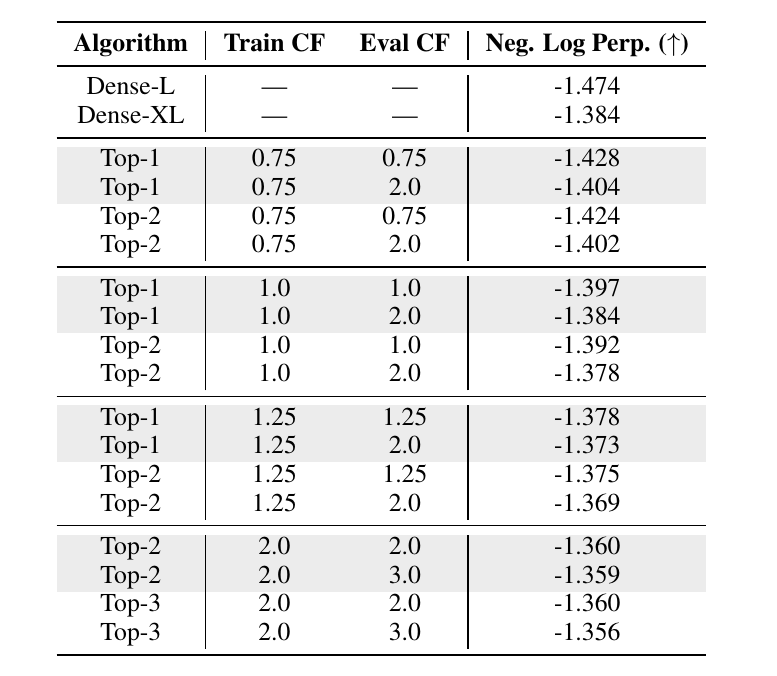 Algorithm Train CF Eval CF Neg. Log Perp. (↑)
Dense-L — — -1.474
Dense-XL — — -1.384
Top-1 0.75 0.75 -1.428
Top-1 0.75 2.0 -1.404
Top-2 0.75 0.75 -1.424
Top-2 0.75 2.0 -1.402
Top-1 1.0 1.0 -1.397
Top-1 1.0 2.0 -1.384
Top-2 1.0 1.0 -1.392
Top-2 1.0 2.0 -1.378
Top-1 1.25 1.25 -1.378
Top-1 1.25 2.0 -1.373
Top-2 1.25 1.25 -1.375
Top-2 1.25 2.0 -1.369
Top-2 2.0 2.0 -1.360
Top-2 2.0 3.0 -1.359
Top-3 2.0 2.0 -1.360
Top-3 2.0 3.0 -1.356